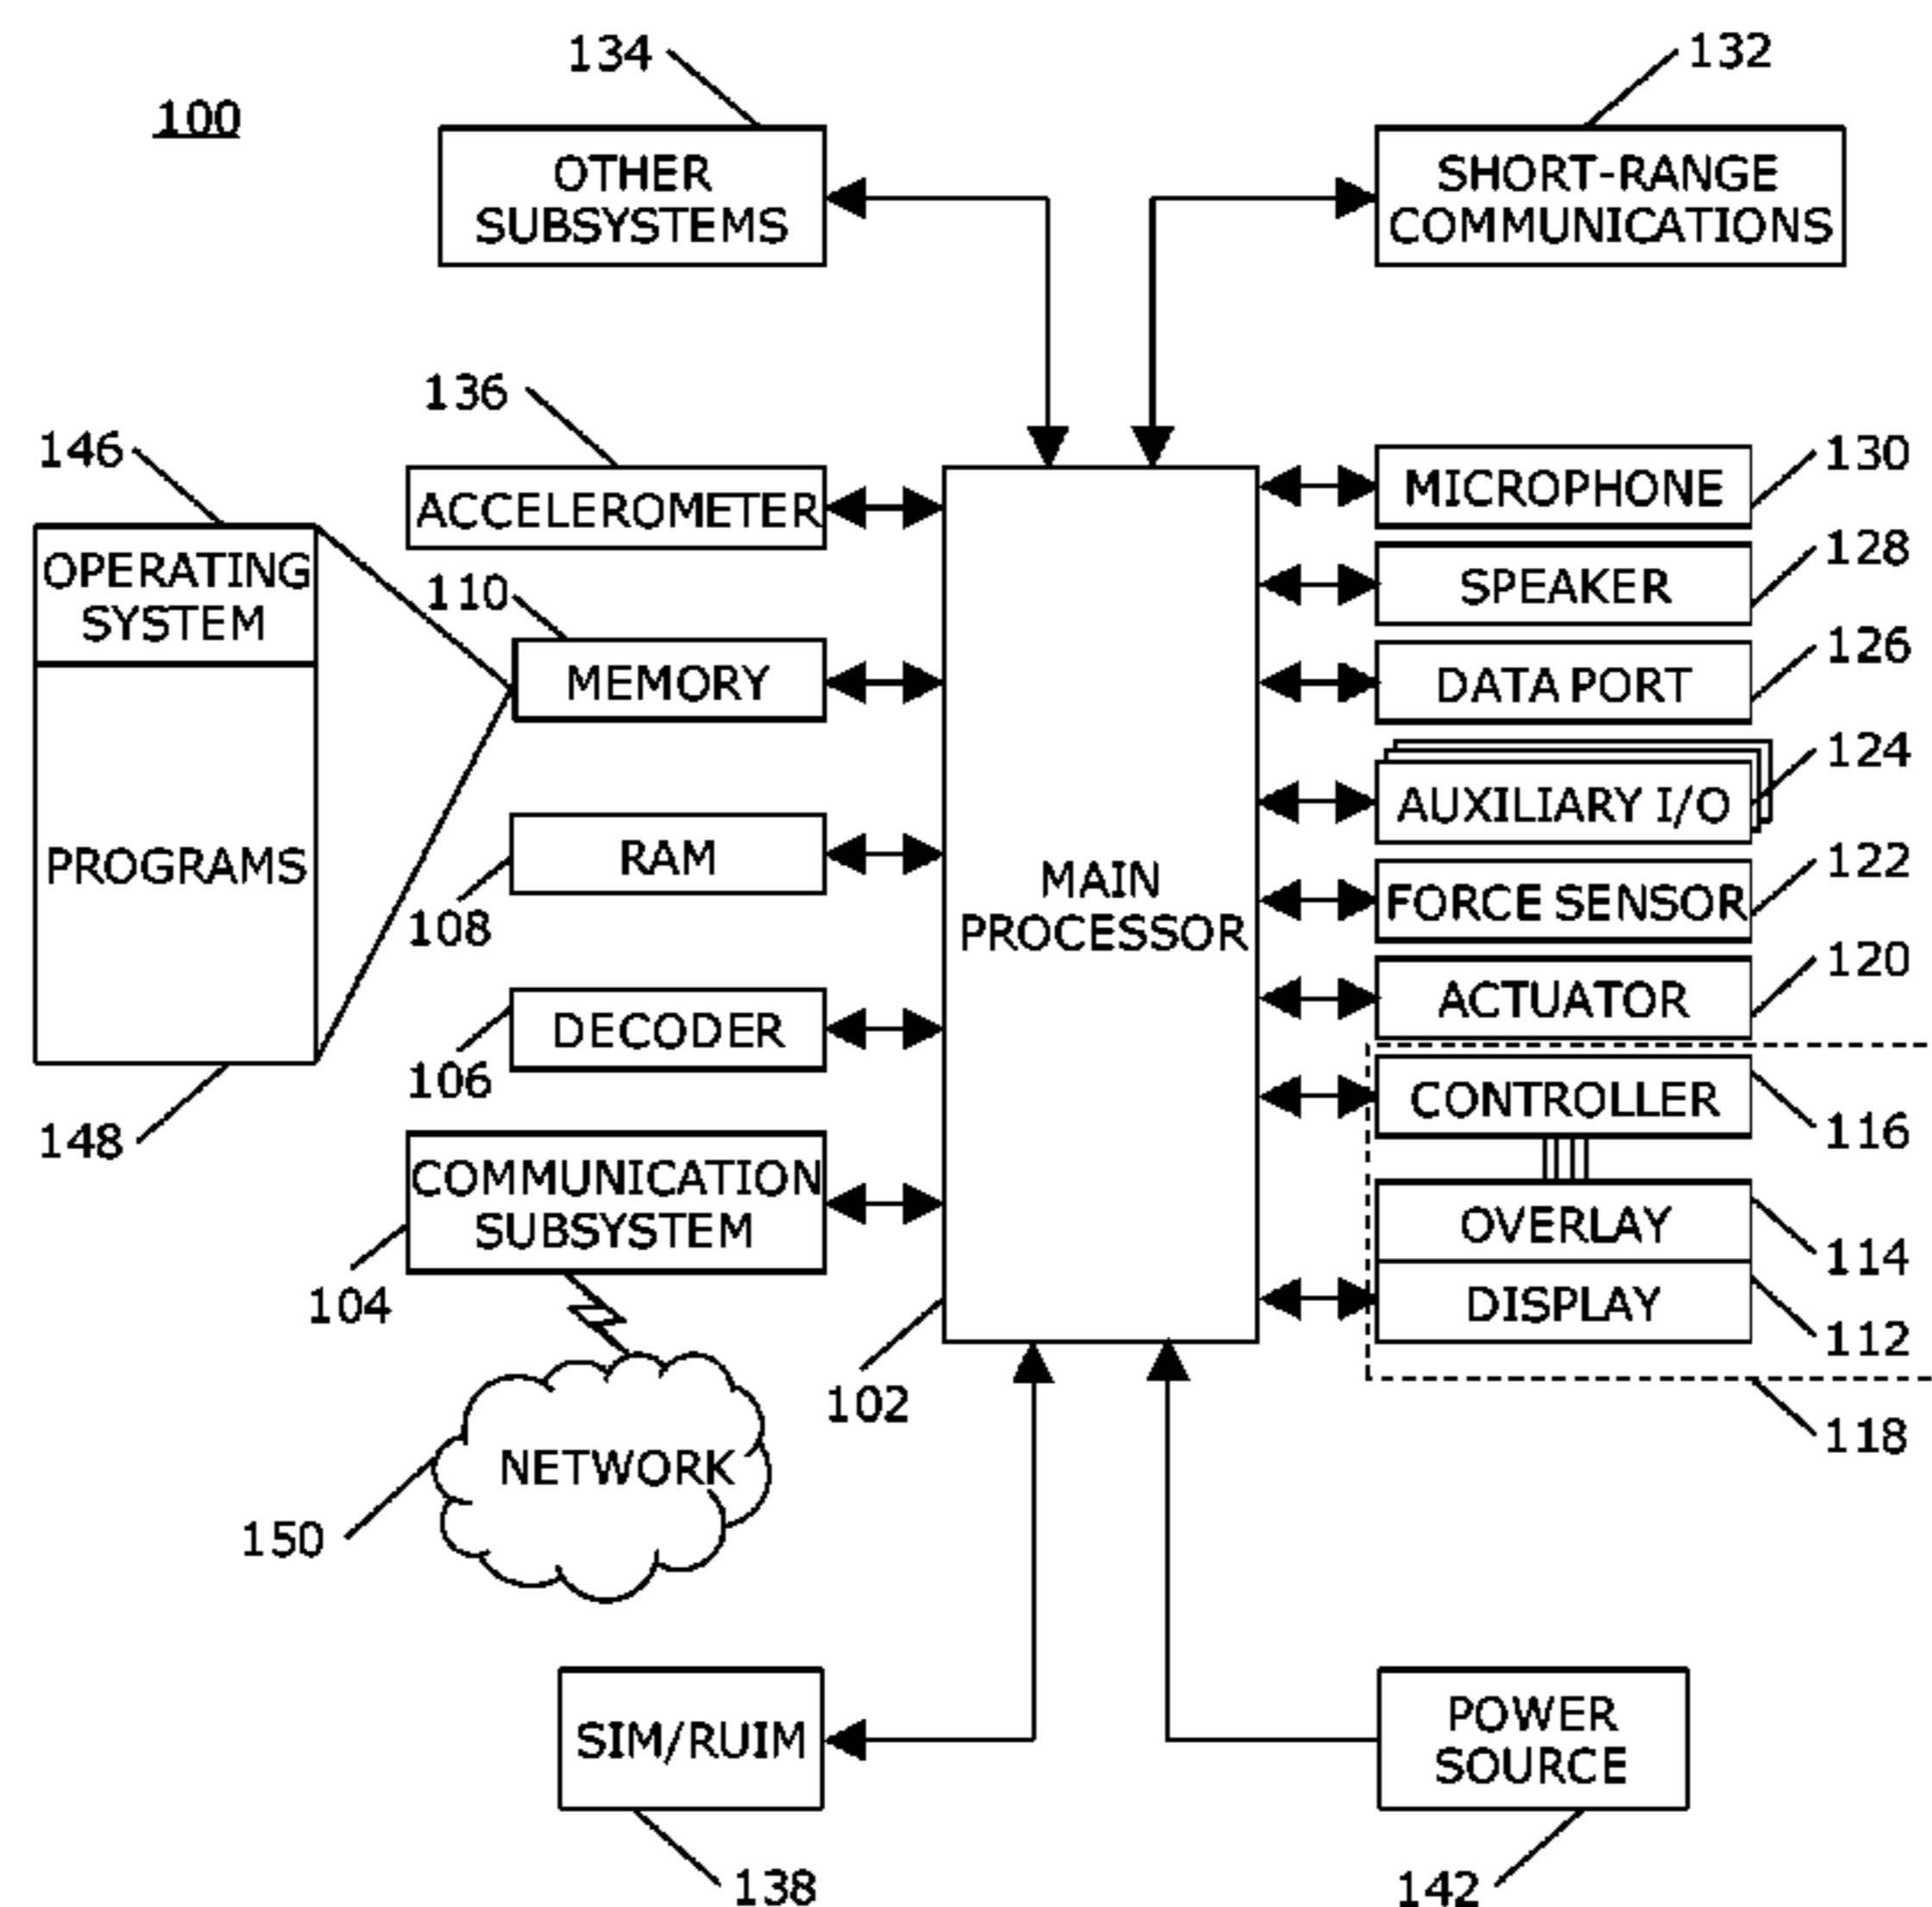 134
132
100
OTHER
SUBSYSTEMS
SHORT-RANGE
COMMUNICATIONS
136
146
ACCELEROMETER
MICROPHONE
130
OPERATING
SYSTEM
110
SPEAKER
128
MEMORY
DATA PORT
126
124
AUXILIARY I/O
PROGRAMS
RAM
108
MAIN
PROCESSOR
FORCE SENSOR
122
ACTUATOR
120
DECODER
106
CONTROLLER
116
148
COMMUNICATION
SUBSYSTEM
104
OVERLAY
114
DISPLAY
112
102
118
NETWORK
150
SIM/RUIM
POWER
SOURCE
138
142